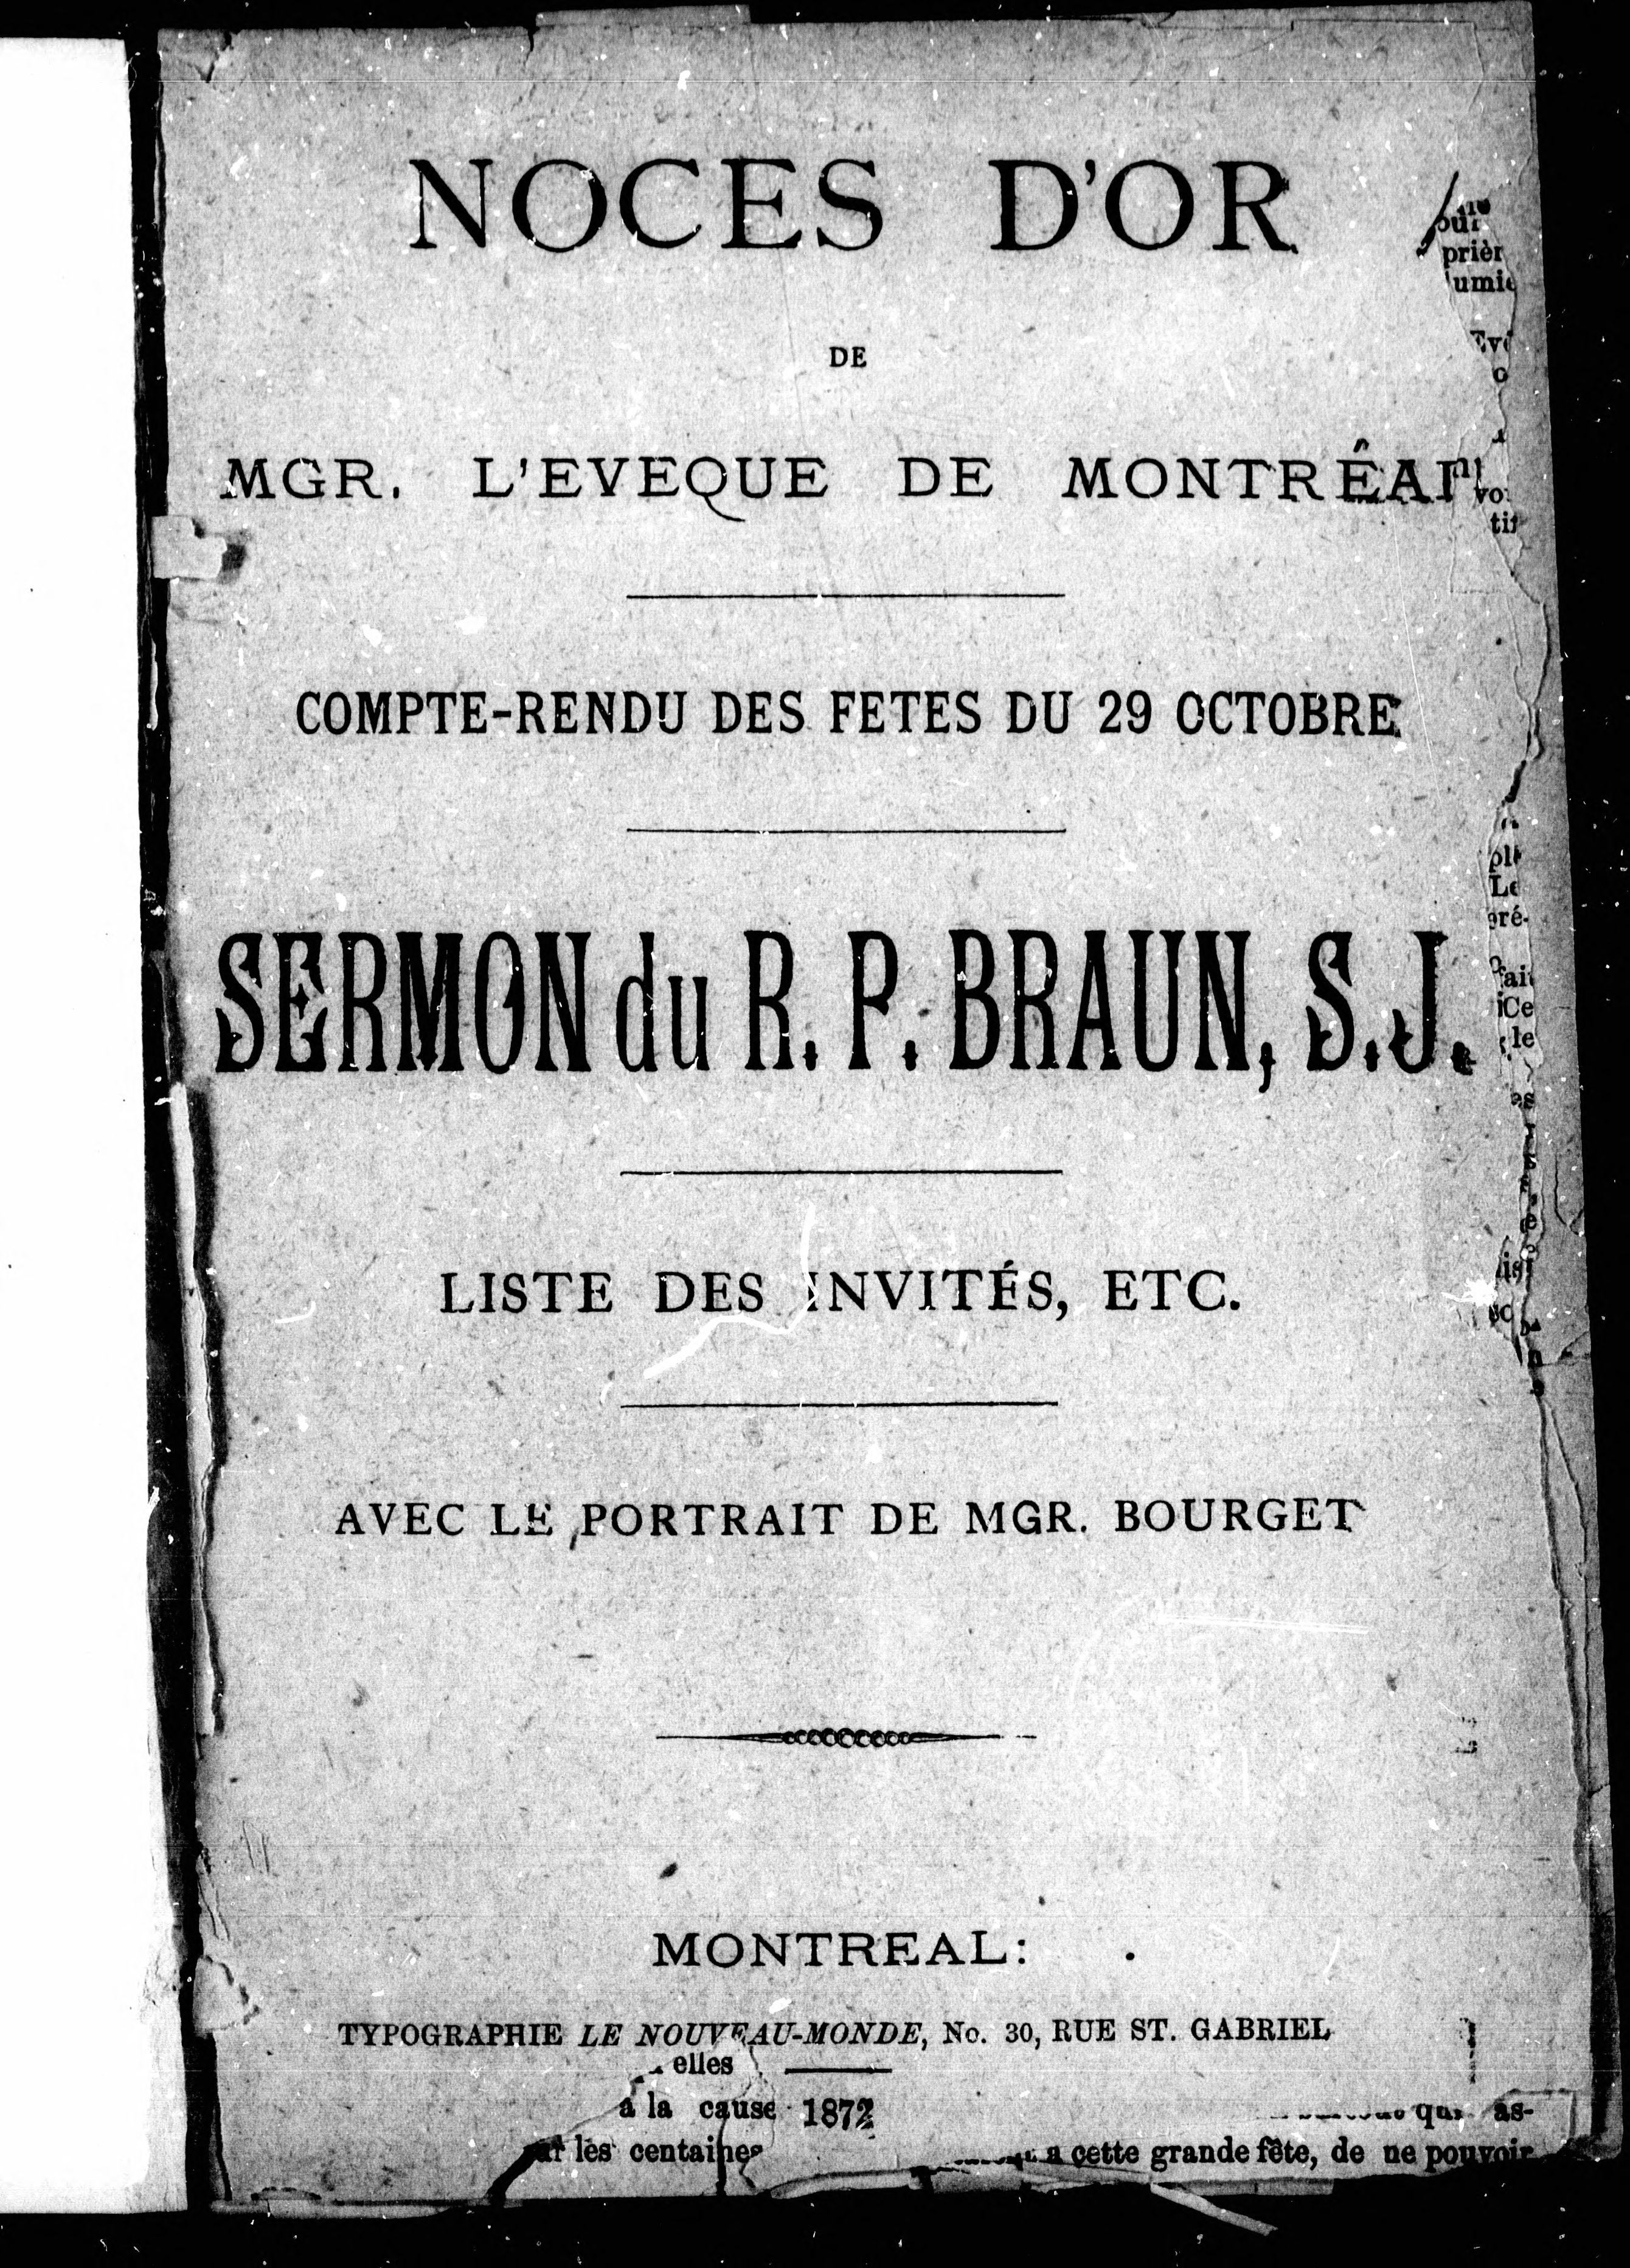 NOCES D'OR
DE
MGR. L'EVEQUE DE MONTRÉAL
COMPTE-RENDU DES FETES DU 29 OCTOBRE
SERMON du R. P. BRAUN, S.J.
LISTE DES INVITÉS, ETC.
AVEC LE PORTRAIT DE MGR. BOURGET
MONTREAL:
TYPOGRAPHIE LE NOUVEAU-MONDE, No. 30, RUE ST. GABRIEL
elles
à la cause
1872
les centaines
a cette grande fête, de ne pouvoir